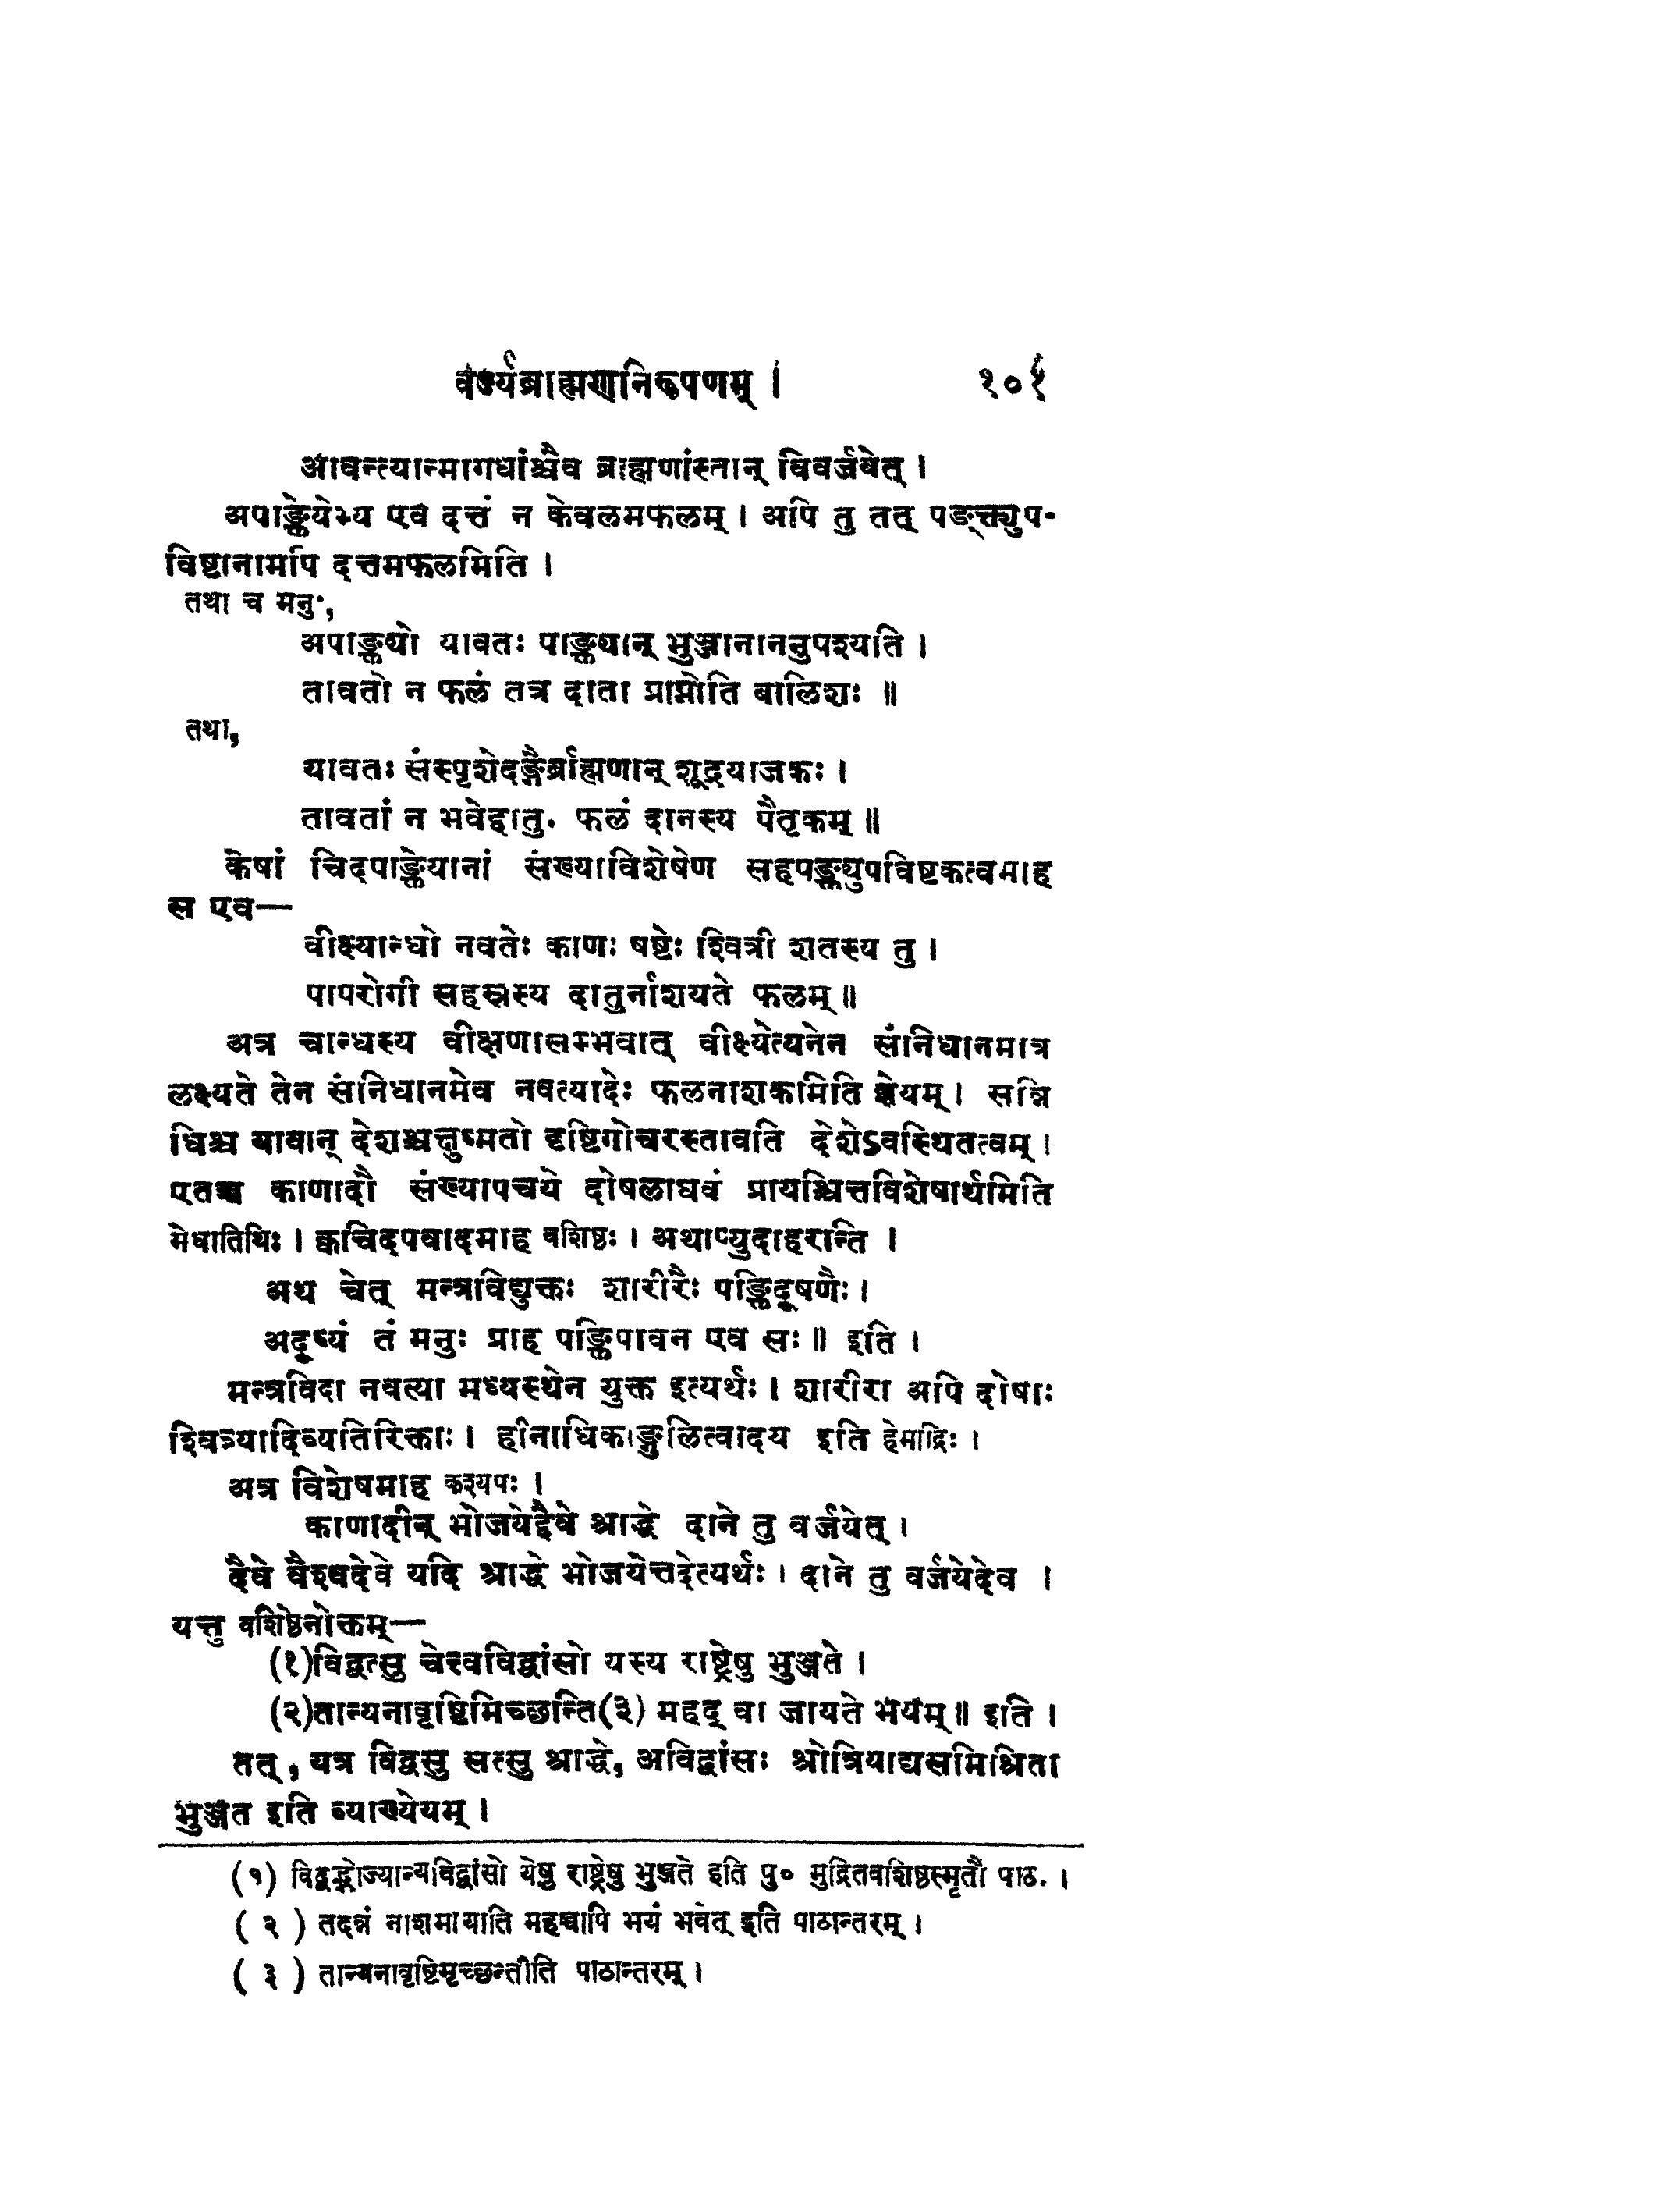 वर्ज्यब्राह्मणनिरूपणम् । १०१
आवन्त्यान्मागधांश्चैव ब्राह्मणांस्तान् विवर्जयेत् ।
अपाङ्क्तेयेभ्य एव दत्तं न केवलमफलम् । अपि तु तत् पङ्क्त्युप-
विष्टानामपि दत्तमफलमिति ।
तथा च मनुः,
अपाङ्क्त्यो यावतः पाङ्क्त्यान् भुञ्जानाननुपश्यति ।
तावतो न फलं तत्र दाता प्राप्नोति बालिशः ॥
तथा,
यावतः संस्पृशेदङ्गैर्ब्राह्मणान् शूद्रयाजकः ।
तावतां न भवेद्दातुः फलं दानस्य पैतृकम् ॥
केषां चिदपाङ्क्तेयानां संख्याविशेषेण सहपङ्क्त्युपविष्टकत्वमाह
स एव—
वीक्ष्यान्धो नवतेः काणः षष्टेः श्वित्री शतस्य तु ।
पापरोगी सहस्रस्य दातुर्नाशयते फलम् ॥
अत्र चान्धस्य वीक्षणासम्भवात् वीक्ष्येत्यनेन संनिधानमात्र
लक्ष्यते तेन संनिधानमेव नवत्यादेः फलनाशकमिति ज्ञेयम् । सन्नि
धिश्च यावान् देशश्चक्षुष्मतो दृष्टिगोचरस्तावति देशेऽवस्थितत्वम् ।
एतच्च काणादौ संख्यापचये दोषलाघवं प्रायश्चित्तविशेषार्थमिति
मेधातिथिः । क्वचिदपवादमाह वशिष्ठः । अथाप्युदाहरन्ति ।
अथ चेत् मन्त्रविद्युक्तः शारीरैः पङ्क्तिदूषणैः ।
अदूष्यं तं मनुः प्राह पङ्क्तिपावन एव सः ॥ इति ।
मन्त्रविदा नवत्या मध्यस्थेन युक्त इत्यर्थः । शारीरा अपि दोषाः
श्वित्र्यादिव्यतिरिक्ताः । हीनाधिकाङ्गुलित्वादय इति हेमाद्रिः ।
अत्र विशेषमाह कश्यपः ।
काणादीन् भोजयेद्दैवे श्राद्धे दाने तु वर्जयेत् ।
दैवे वैश्वदेवे यदि श्राद्धे भोजयेत्तदेत्यर्थः । दाने तु वर्जयेदेव ।
यत्तु वशिष्ठेनोक्तम्—
(१)विद्वत्सु चेत्त्वविद्वांसो यस्य राष्ट्रेषु भुञ्जते ।
(२)तान्यनावृष्टिमिच्छन्ति(३) महद् वा जायते भयम् ॥ इति ।
तत् , यत्र विद्वसु सत्सु श्राद्धे, अविद्वांसः श्रोत्रियाद्यसमिश्रिता
भुञ्जत इति व्याख्येयम् ।
(१) विद्वद्भोज्यान्यविद्वांसो येषु राष्ट्रेषु भुञ्जते इति पु० मुद्रितवशिष्ठस्मृतौ पाठः ।
( २ ) तदन्नं नाशमायाति महच्चापि भयं भवेत् इति पाठान्तरम् ।
( ३ ) तान्यनावृष्टिमृच्छन्तीति पाठान्तरम् ।